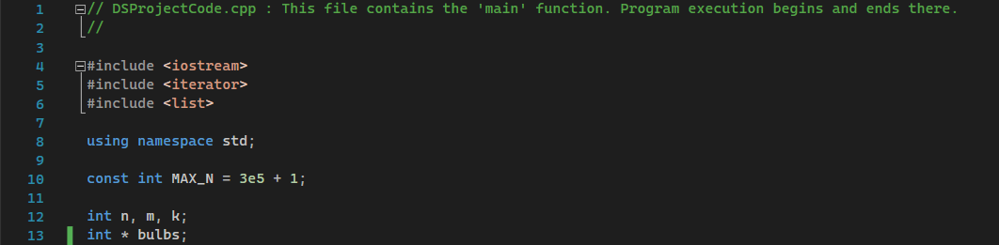 1 // DSProjectCode.cpp : This file contains the 'main' function. Program execution begins and ends there.
2 //
3
4 #include <iostream>
5 #include <iterator>
6 #include <list>
7
8 using namespace std;
9
10 const int MAX_N = 3e5 + 1;
11
12 int n, m, k;
13 int * bulbs;